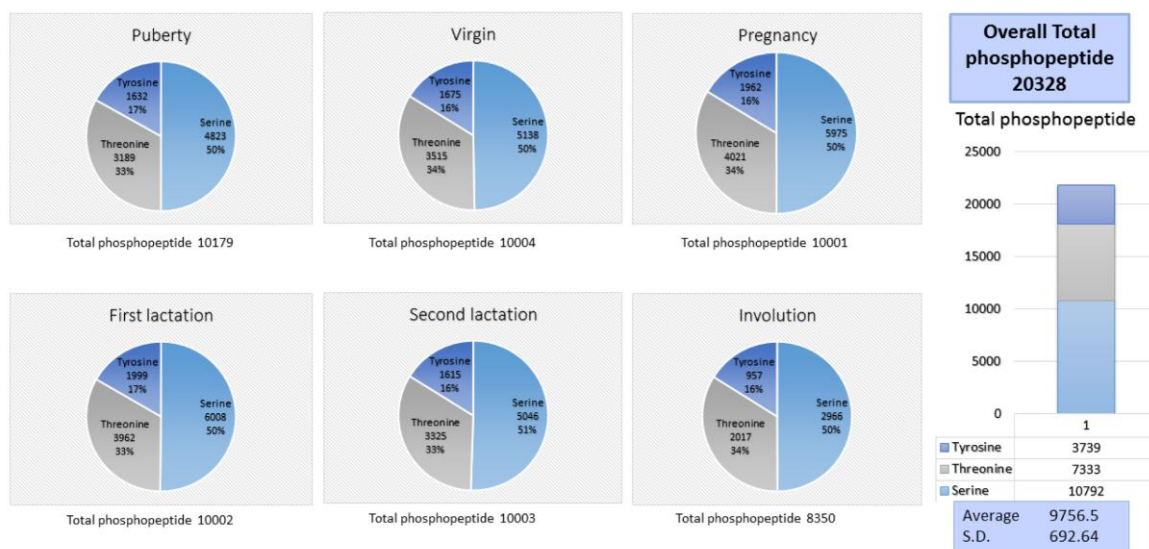 Puberty
Tyrosine
1632
17%
Serine
4823
50%
Threonine
3189
33%
Total phosphopeptide 10179
Virgin
Tyrosine
1675
16%
Serine
5138
50%
Threonine
3515
34%
Total phosphopeptide 10004
Pregnancy
Tyrosine
1962
16%
Serine
5975
50%
Threonine
4021
34%
Total phosphopeptide 10001
First lactation
Tyrosine
1999
17%
Serine
6008
50%
Threonine
3962
33%
Total phosphopeptide 10002
Second lactation
Tyrosine
1615
16%
Serine
5046
51%
Threonine
3325
33%
Total phosphopeptide 10003
Involution
Tyrosine
957
16%
Serine
2966
50%
Threonine
2017
34%
Total phosphopeptide 8350
Overall Total
phosphopeptide
20328
Total phosphopeptide
25000
20000
15000
10000
5000
0
1
Tyrosine 3739
Threonine 7333
Serine 10792
Average 9756.5
S.D. 692.64